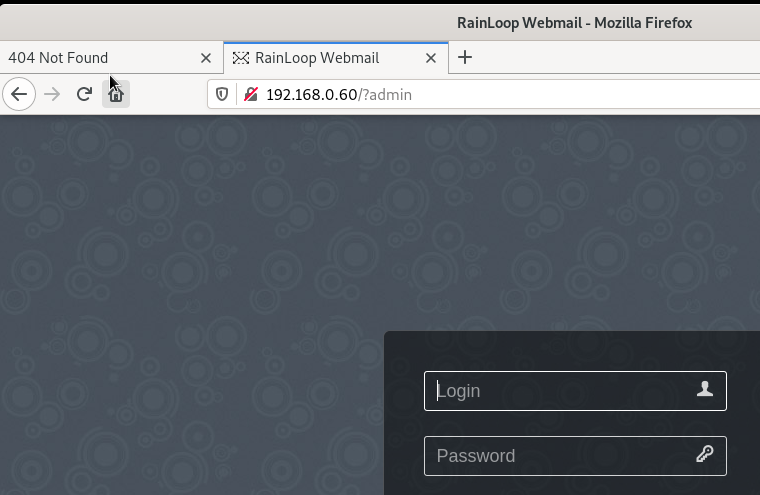 RainLoop Webmail - Mozilla Firefox
404 Not Found
RainLoop Webmail
192.168.0.60/?admin
Login
Password